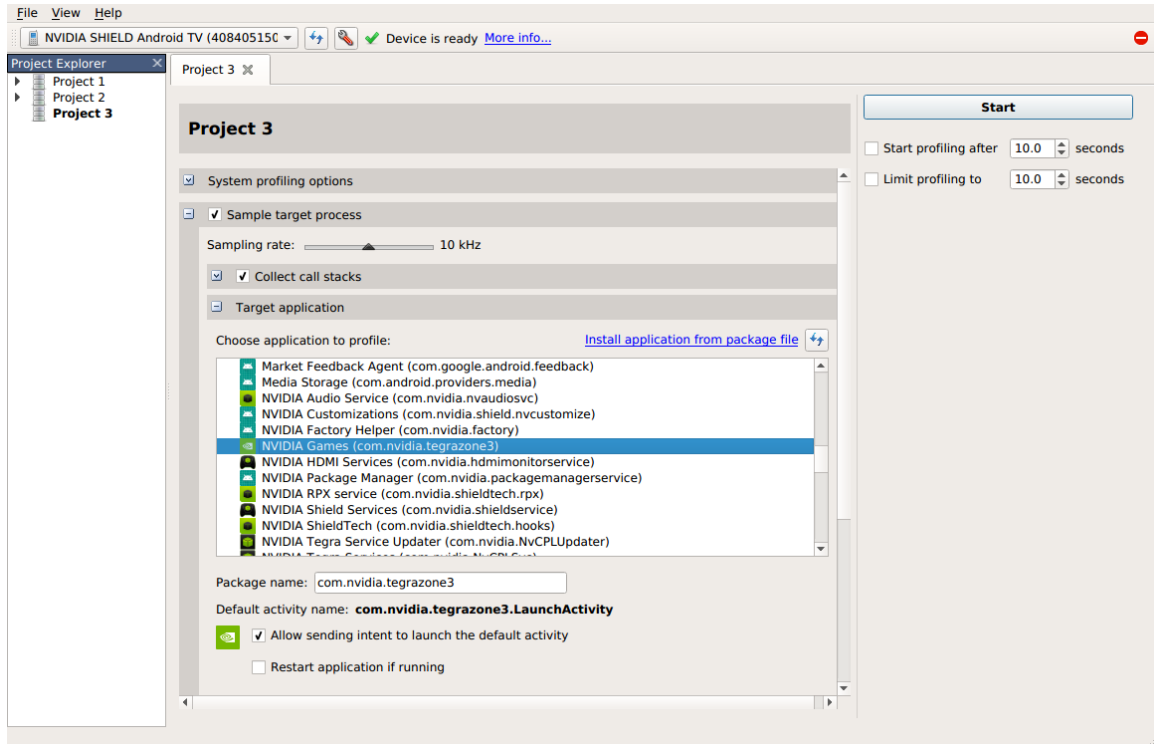 File View Help
NVIDIA SHIELD Android TV (40840515C Device is ready More info...
Project Explorer
Project 1
Project 2
Project 3
Project 3
Project 3
System profiling options
Sample target process
Sampling rate: 10 kHz
Collect call stacks
Target application
Choose application to profile: Install application from package file
Market Feedback Agent (com.google.android.feedback)
Media Storage (com.android.providers.media)
NVIDIA Audio Service (com.nvidia.nvaudiosvc)
NVIDIA Customizations (com.nvidia.shield.nvcustomize)
NVIDIA Factory Helper (com.nvidia.factory)
NVIDIA Games (com.nvidia.tegrazone3)
NVIDIA HDMI Services (com.nvidia.hdmimonitorservice)
NVIDIA Package Manager (com.nvidia.packagemanagerservice)
NVIDIA RPX service (com.nvidia.shieldtech.rpx)
NVIDIA Shield Services (com.nvidia.shieldservice)
NVIDIA ShieldTech (com.nvidia.shieldtech.hooks)
NVIDIA Tegra Service Updater (com.nvidia.NvCPLUpdater)
NVIDIA Tegra Services (com.nvidia.NvCPLSvc)
Package name: com.nvidia.tegrazone3
Default activity name: com.nvidia.tegrazone3.LaunchActivity
Allow sending intent to launch the default activity
Restart application if running
Start
Start profiling after 10.0 seconds
Limit profiling to 10.0 seconds